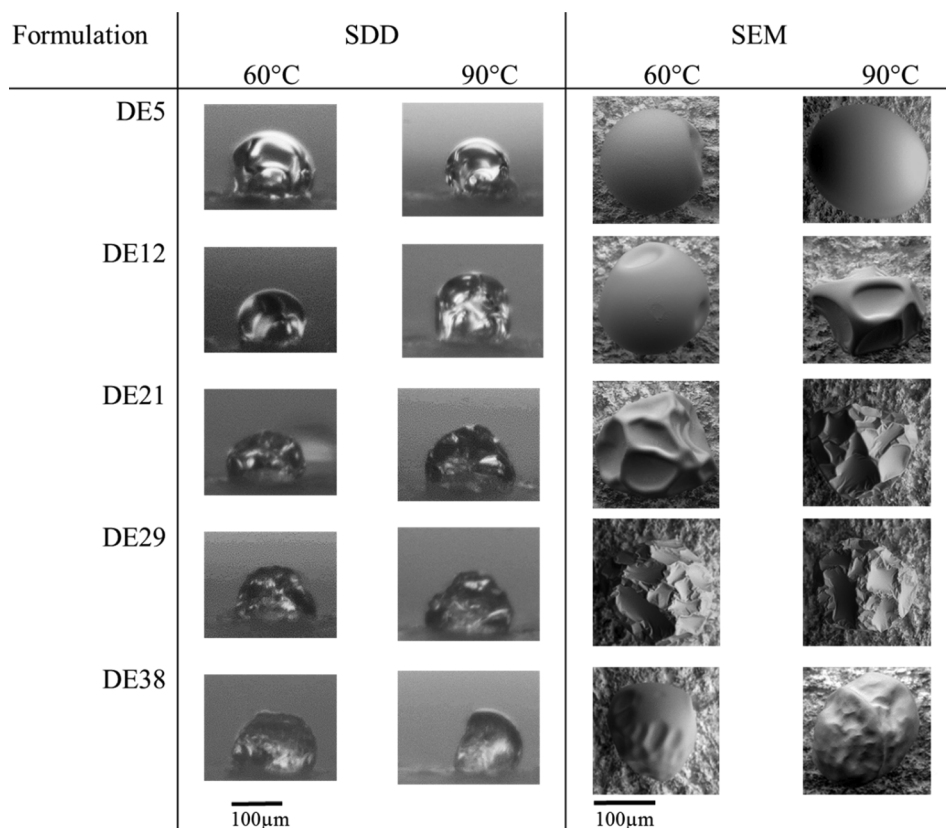 Formulation SDD SEM
60°C 90°C 60°C 90°C
DE5
DE12
DE21
DE29
DE38
100µm 100µm